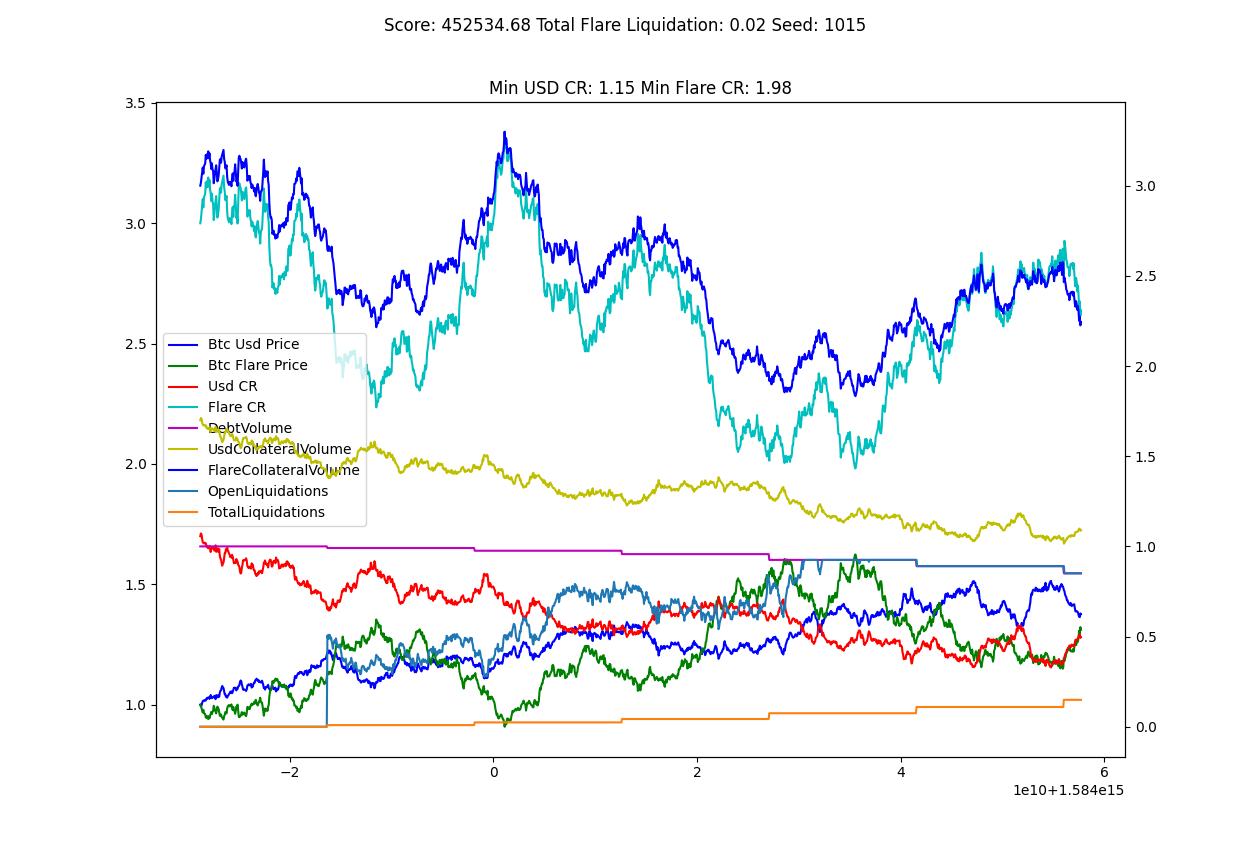 Score: 452534.68 Total Flare Liquidation: 0.02 Seed: 1015
Min USD CR: 1.15 Min Flare CR: 1.98
3.5
3.0
2.5
2.0
1.5
1.0
3.0
2.5
2.0
1.5
1.0
0.5
0.0
Btc Usd Price
Btc Flare Price
Usd CR
Flare CR
DebtVolume
UsdCollateralVolume
FlareCollateralVolume
OpenLiquidations
TotalLiquidations
−2 0 2 4 6
1e10+1.584e15